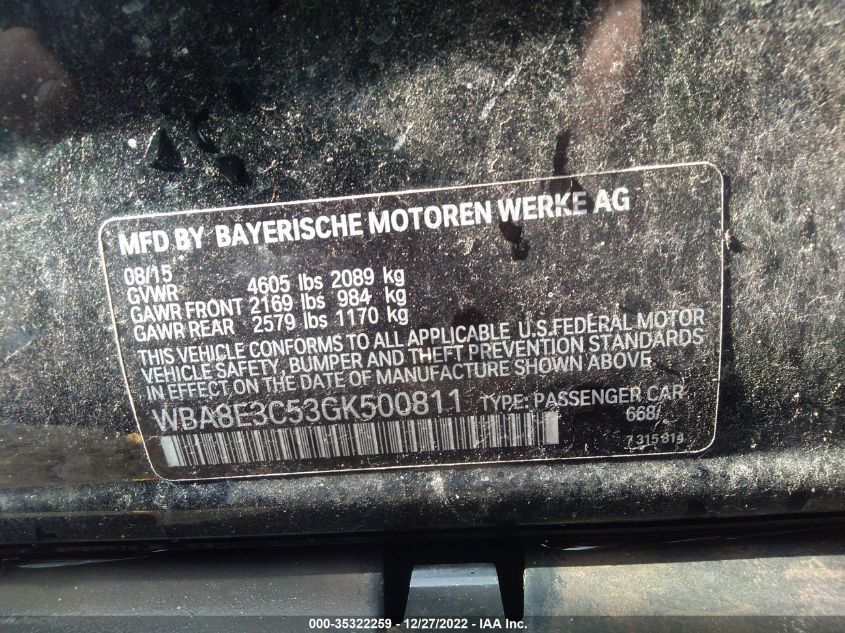 MFD BY BAYERISCHE MOTOREN WERKE AG
08/15
GVWR 4605 lbs 2089 kg
GAWR FRONT 2169 lbs 984 kg
GAWR REAR 2579 lbs 1170 kg
THIS VEHICLE CONFORMS TO ALL APPLICABLE U.S.FEDERAL MOTOR
VEHICLE SAFETY, BUMPER AND THEFT PREVENTION STANDARDS
IN EFFECT ON THE DATE OF MANUFACTURE SHOWN ABOVE
WBA8E3C53GK500811 TYPE: PASSENGER CAR
668/
7 315 814
000-35322259 - 12/27/2022 - IAA Inc.